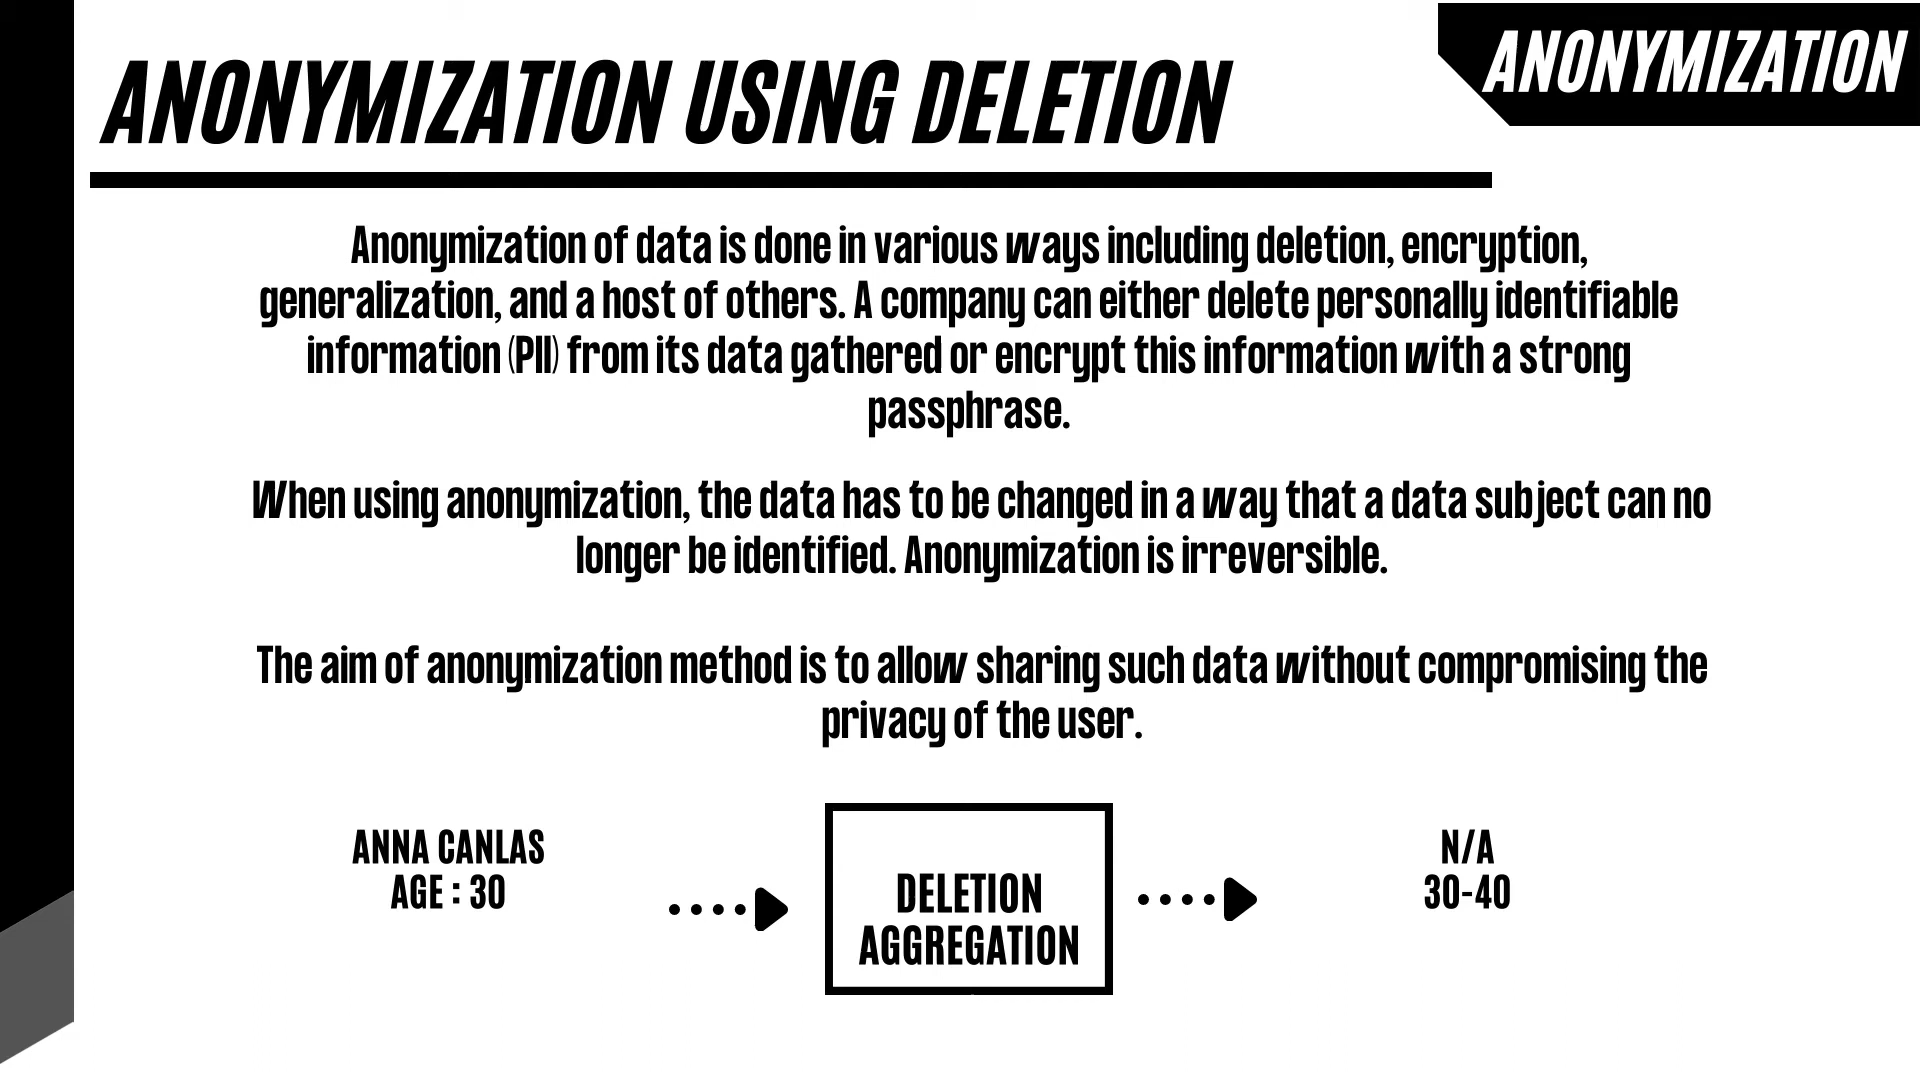 ANONYMIZATION
ANONYMIZATION USING DELETION
Anonymization of data is done in various ways including deletion, encryption,
generalization, and a host of others. A company can either delete personally identifiable
information (PII) from its data gathered or encrypt this information with a strong
passphrase.
When using anonymization, the data has to be changed in a way that a data subject can no
longer be identified. Anonymization is irreversible.
The aim of anonymization method is to allow sharing such data without compromising the
privacy of the user.
ANNA CANLAS
AGE : 30
DELETION
AGGREGATION
N/A
30-40